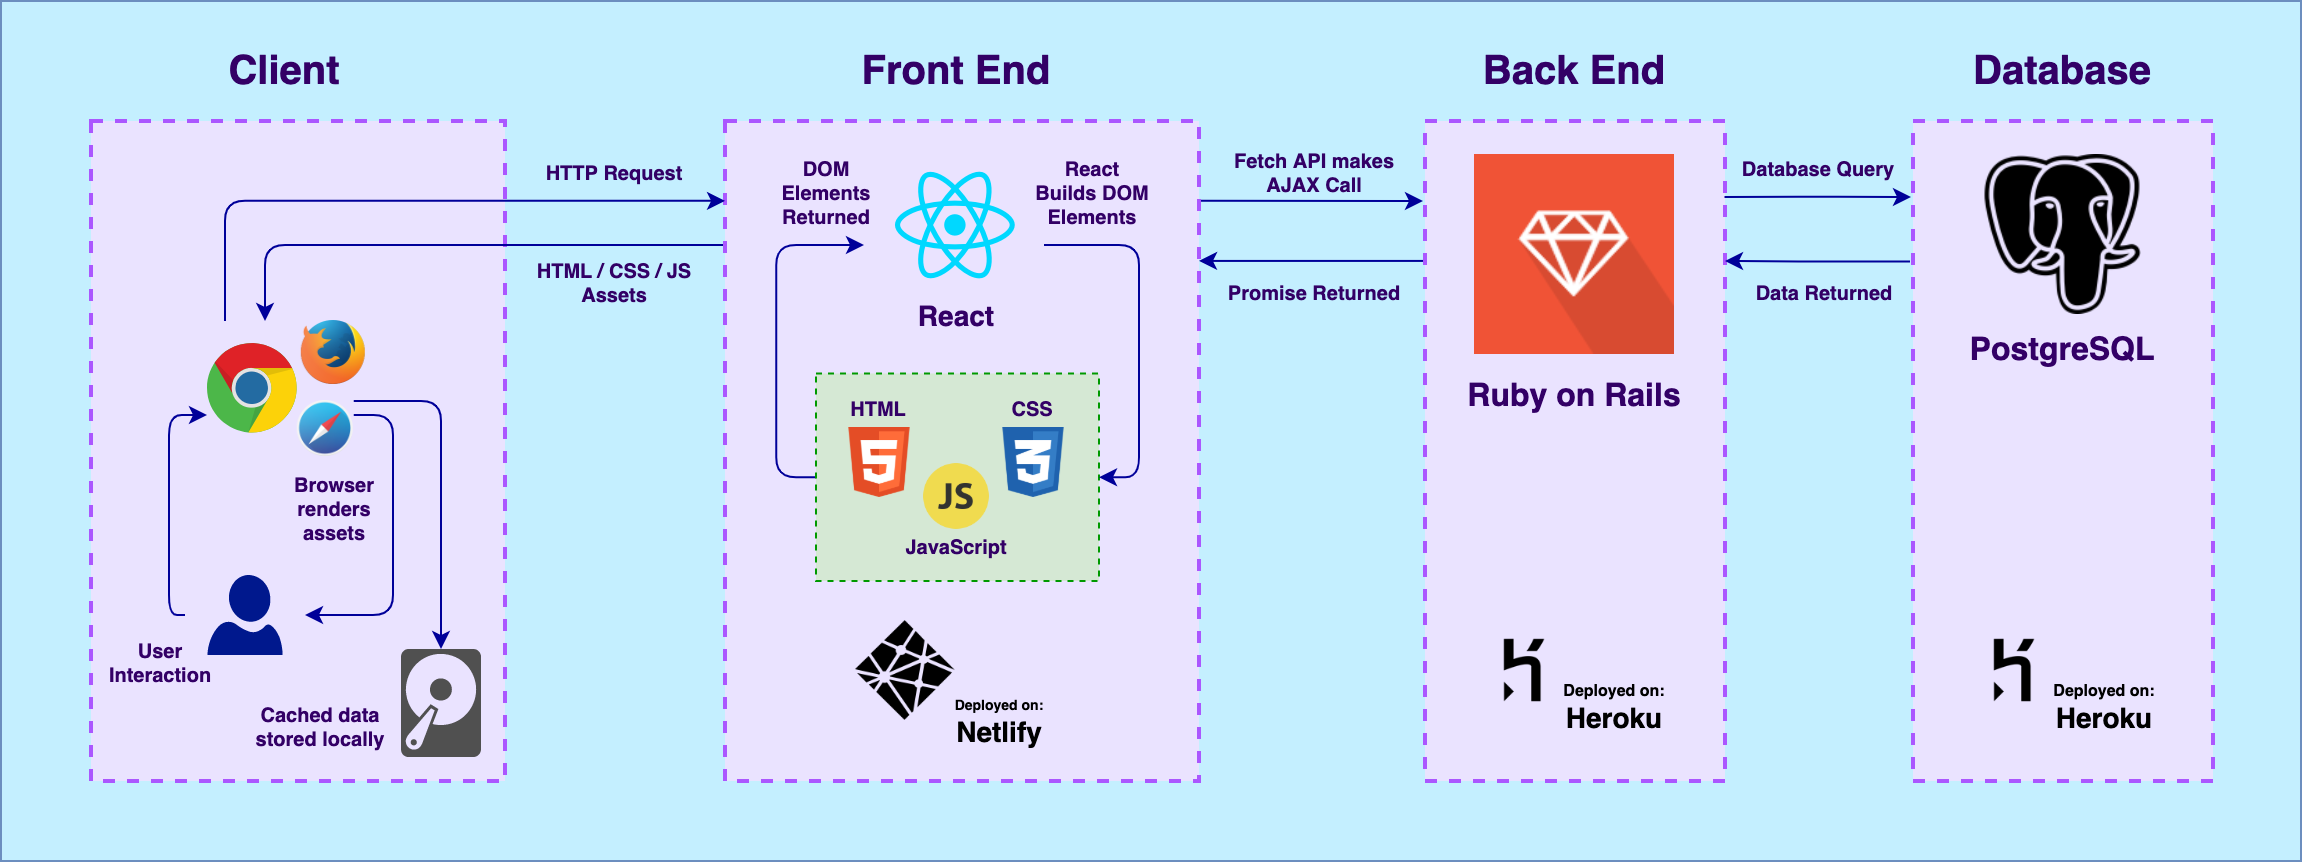 Client
Front End
Back End
Database
HTTP Request
HTML / CSS / JS
Assets
Browser
renders
assets
User
Interaction
Cached data
stored locally
DOM
Elements
Returned
React
Builds DOM
Elements
React
HTML
CSS
JS
JavaScript
Deployed on:
Netlify
Fetch API makes
AJAX Call
Promise Returned
Ruby on Rails
Deployed on:
Heroku
Database Query
Data Returned
PostgreSQL
Deployed on:
Heroku